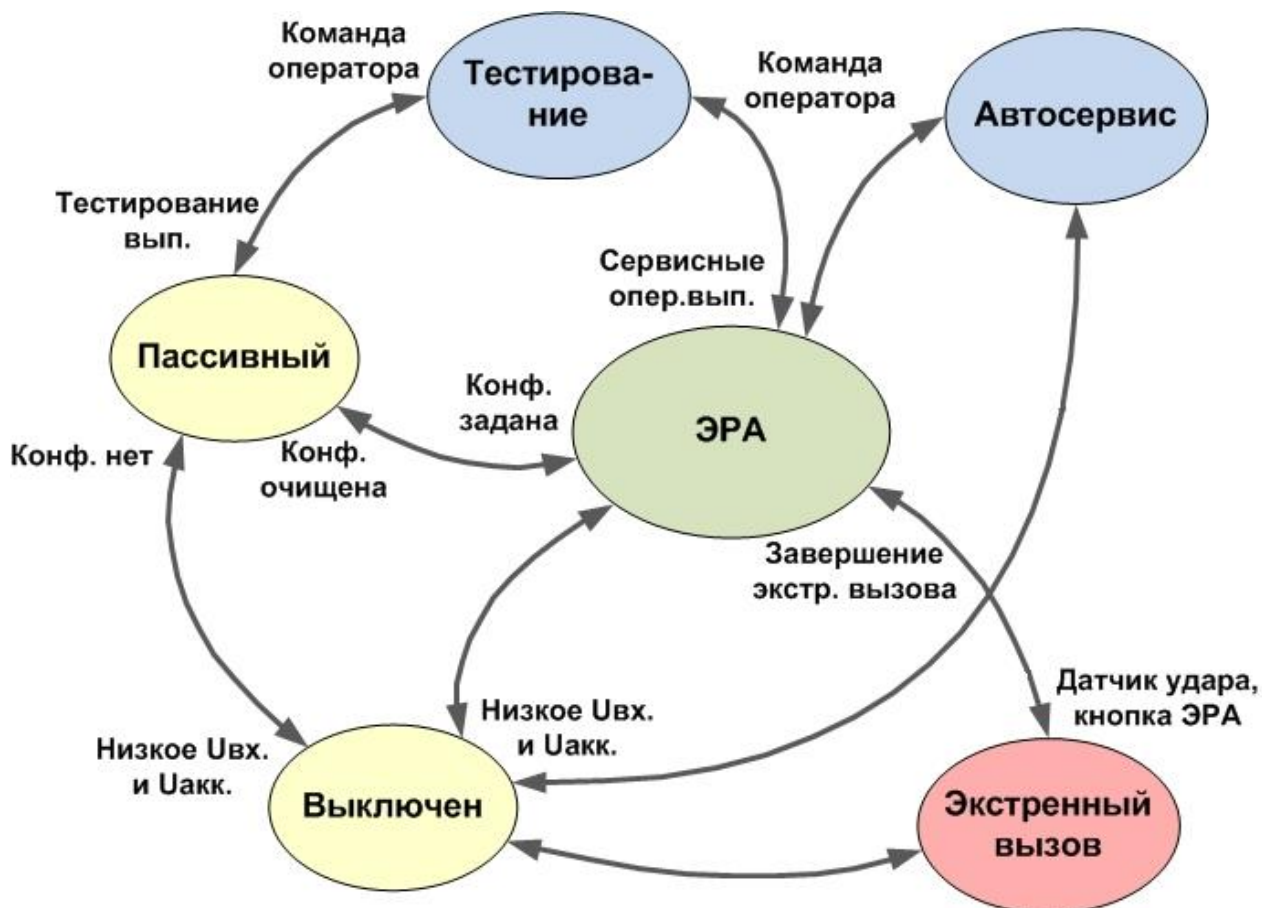 Команда
оператора
Тестирова-
ние
Команда
оператора
Автосервис
Тестирование
вып.
Сервисные
опер.вып.
Пассивный
Конф.
задана
ЭРА
Конф. нет
Конф.
очищена
Завершение
экстр. вызова
Датчик удара,
кнопка ЭРА
Низкое Uвх.
и Uакк.
Низкое Uвх.
и Uакк.
Выключен
Экстренный
вызов